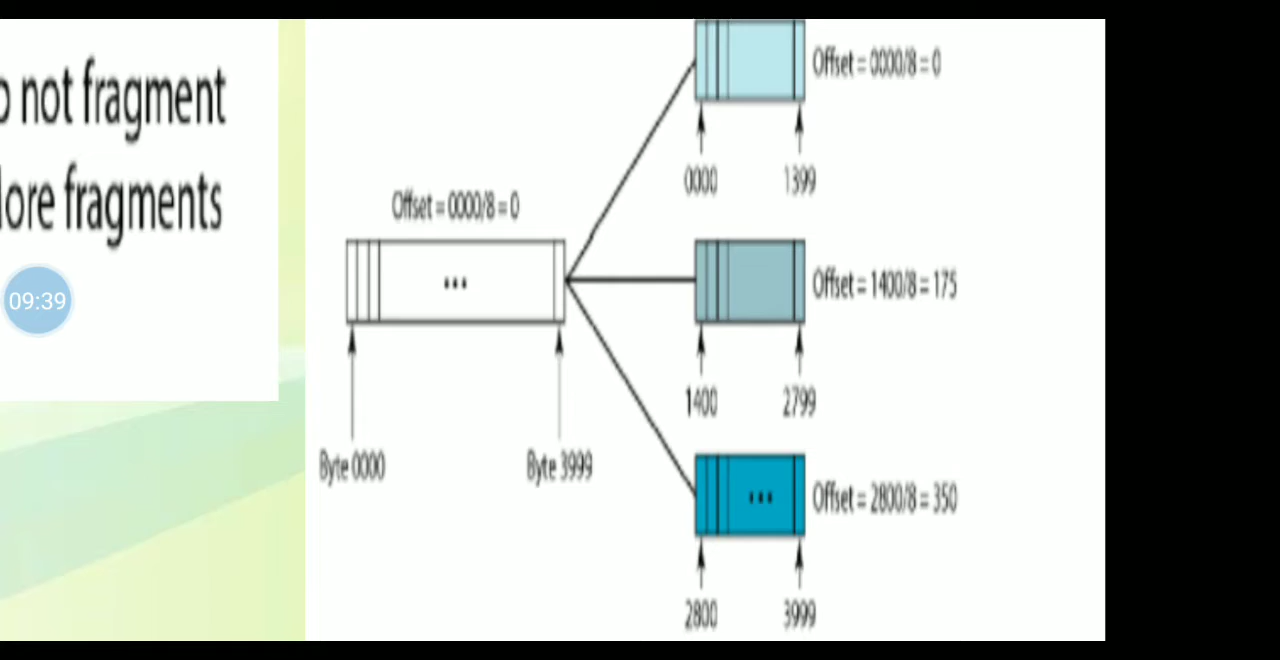 not fragment
fragments
09:39
Offset = 0000/8 = 0
0000
1399
Offset = 0000/8 = 0
...
Byte 0000
Byte 3999
Offset = 1400/8 = 175
1400
2799
...
Offset = 2800/8 = 350
2800
3999